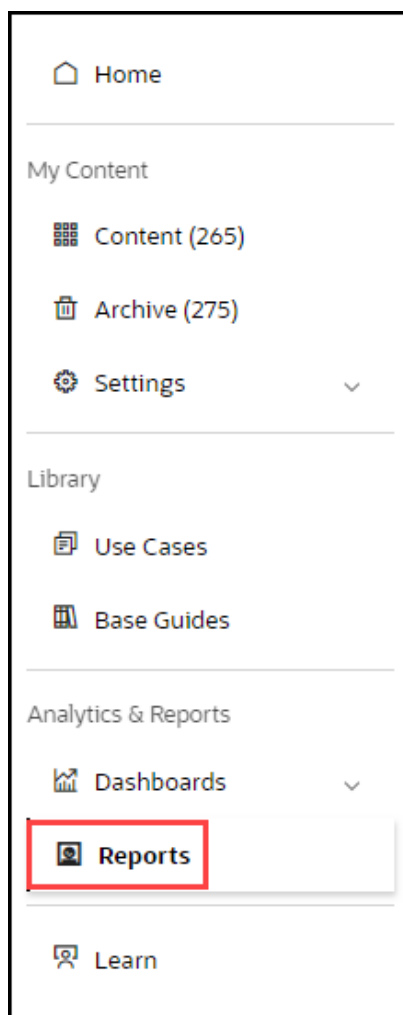 Home
My Content
Content (265)
Archive (275)
Settings
Library
Use Cases
Base Guides
Analytics & Reports
Dashboards
Reports
Learn